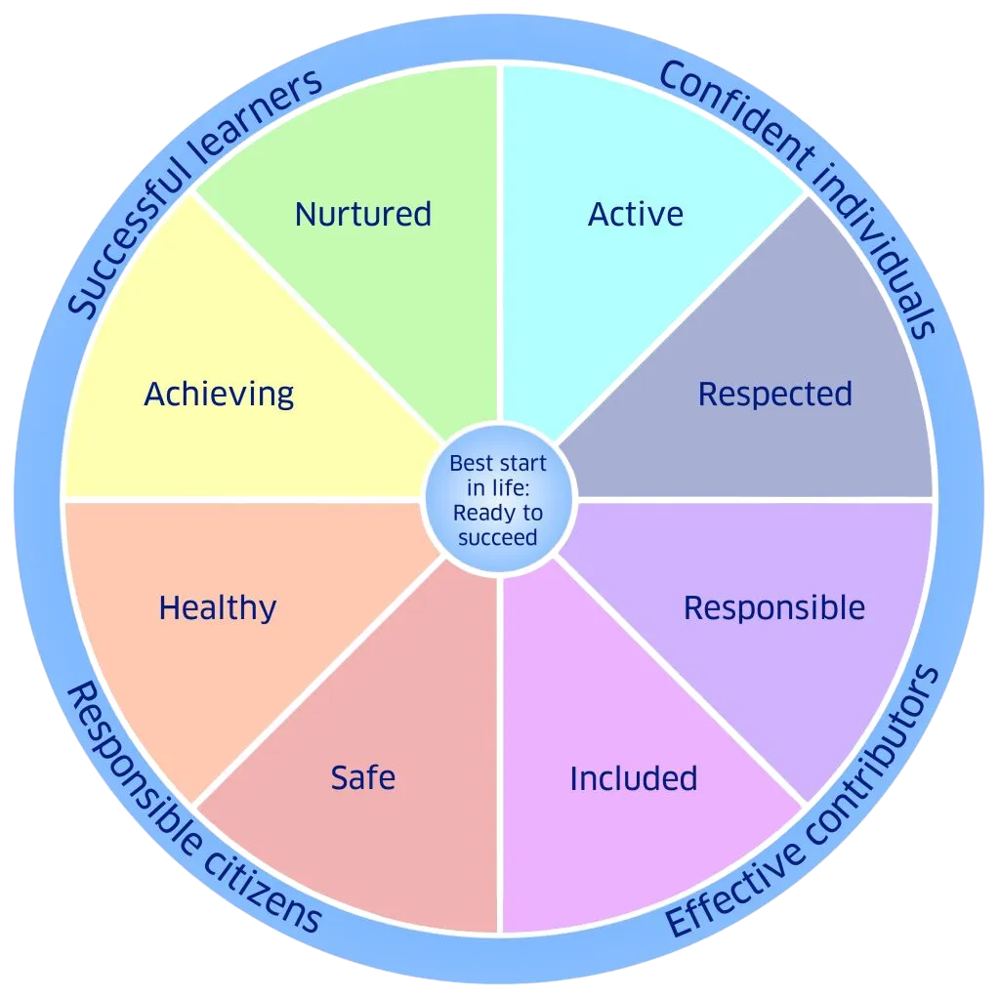 Successful learners
Confident individuals
Nurtured
Active
Achieving
Respected
Best start
in life:
Ready to
succeed
Healthy
Responsible
Safe
Included
Responsible citizens
Effective contributors